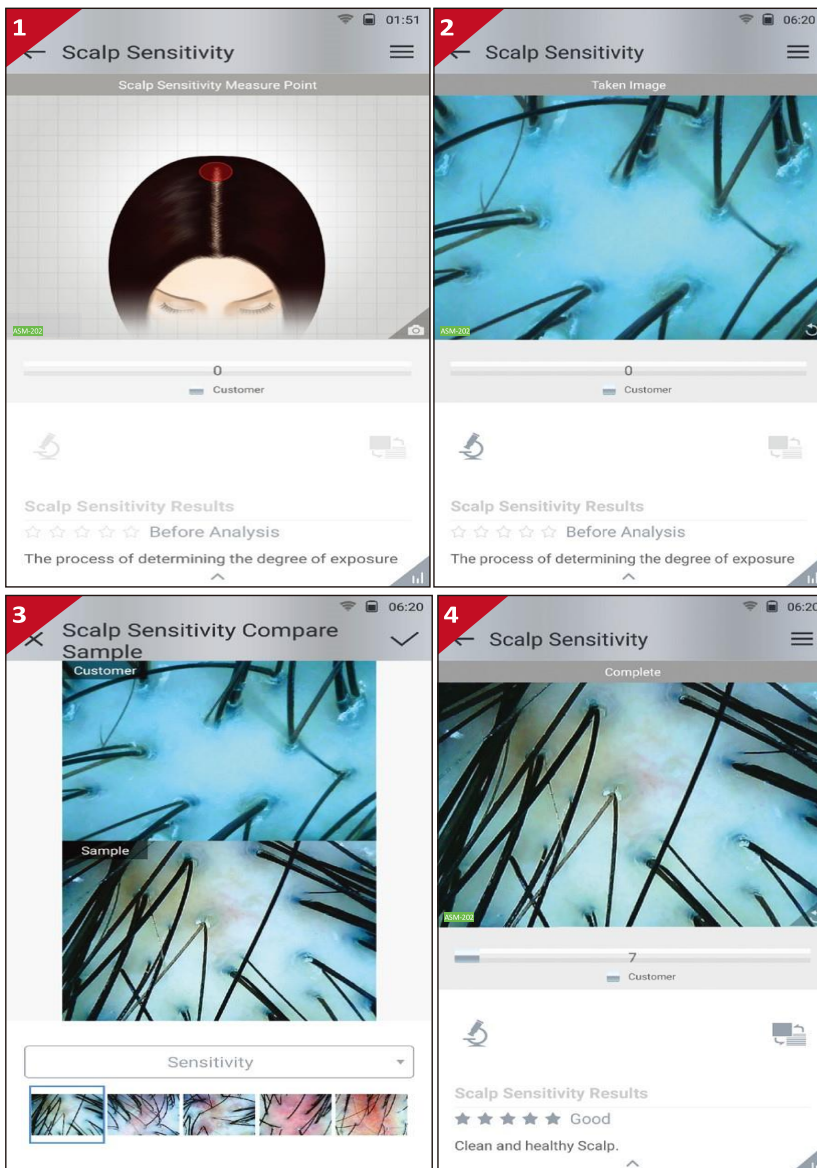 1
01:51
Scalp Sensitivity
Scalp Sensitivity Measure Point
ASM-202
0
Customer
Scalp Sensitivity Results
Before Analysis
The process of determining the degree of exposure
2
06:20
Scalp Sensitivity
Taken Image
ASM-202
0
Customer
Scalp Sensitivity Results
Before Analysis
The process of determining the degree of exposure
3
06:20
Scalp Sensitivity Compare
Sample
Customer
Sample
Sensitivity
4
06:20
Scalp Sensitivity
Complete
ASM-202
7
Customer
Scalp Sensitivity Results
Good
Clean and healthy Scalp.